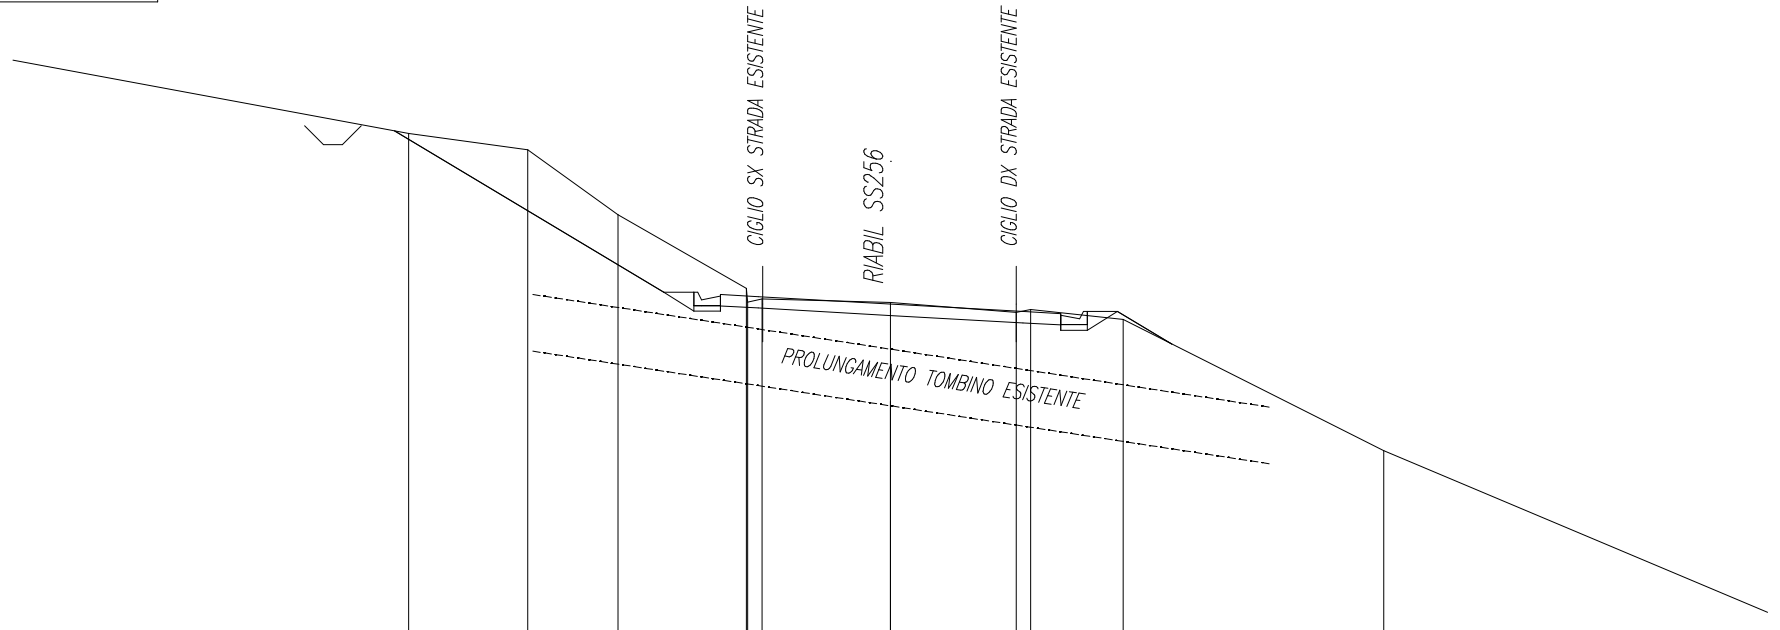 CIGLIO SX STRADA ESISTENTE
RIABIL SS256
CIGLIO DX STRADA ESISTENTE
PROLUNGAMENTO TOMBINO ESISTENTE